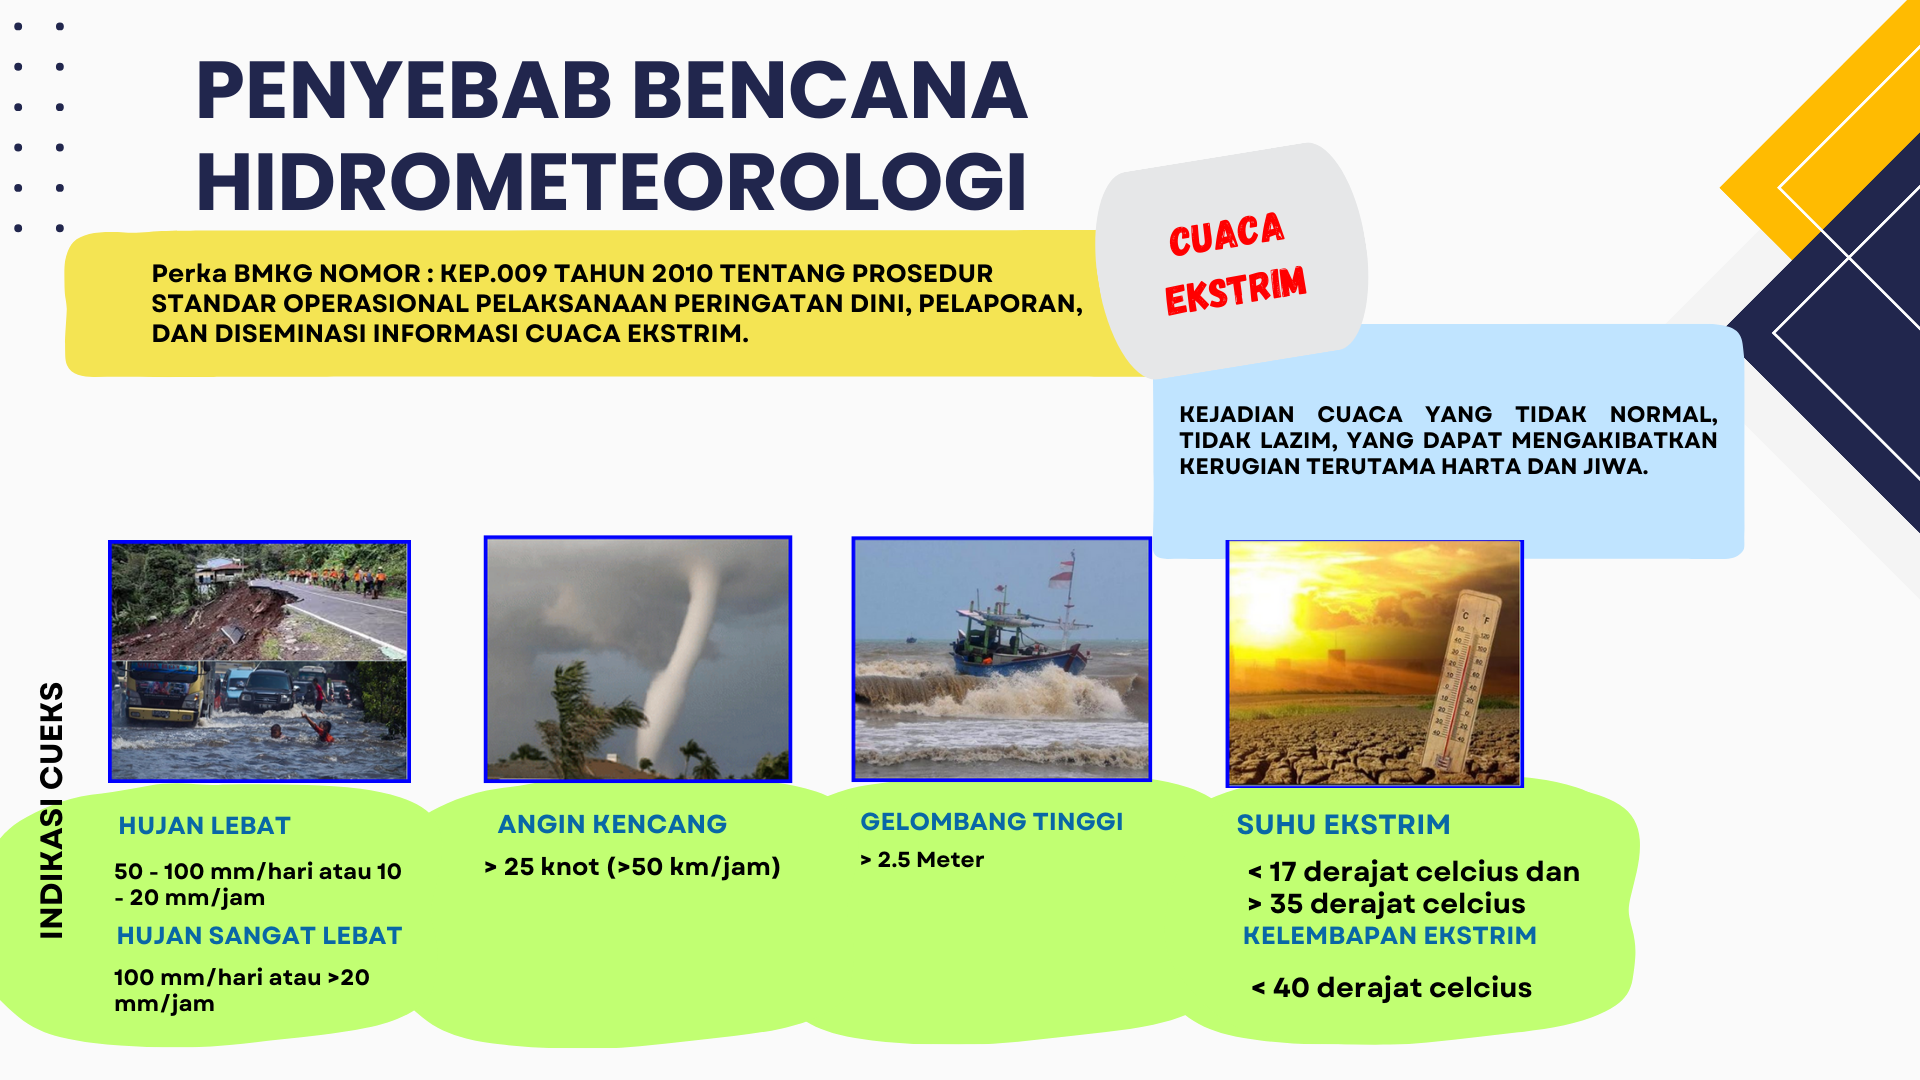 PENYEBAB BENCANA
HIDROMETEOROLOGI
Perka BMKG NOMOR : KEP.009 TAHUN 2010 TENTANG PROSEDUR
STANDAR OPERASIONAL PELAKSANAAN PERINGATAN DINI, PELAPORAN,
DAN DISEMINASI INFORMASI CUACA EKSTRIM.
CUACA
EKSTRIM
KEJADIAN CUACA YANG TIDAK NORMAL,
TIDAK LAZIM, YANG DAPAT MENGAKIBATKAN
KERUGIAN TERUTAMA HARTA DAN JIWA.
INDIKASI CUEKS
HUJAN LEBAT
50 - 100 mm/hari atau 10
- 20 mm/jam
HUJAN SANGAT LEBAT
100 mm/hari atau >20
mm/jam
ANGIN KENCANG
> 25 knot (>50 km/jam)
GELOMBANG TINGGI
> 2.5 Meter
SUHU EKSTRIM
< 17 derajat celcius dan
> 35 derajat celcius
KELEMBAPAN EKSTRIM
< 40 derajat celcius